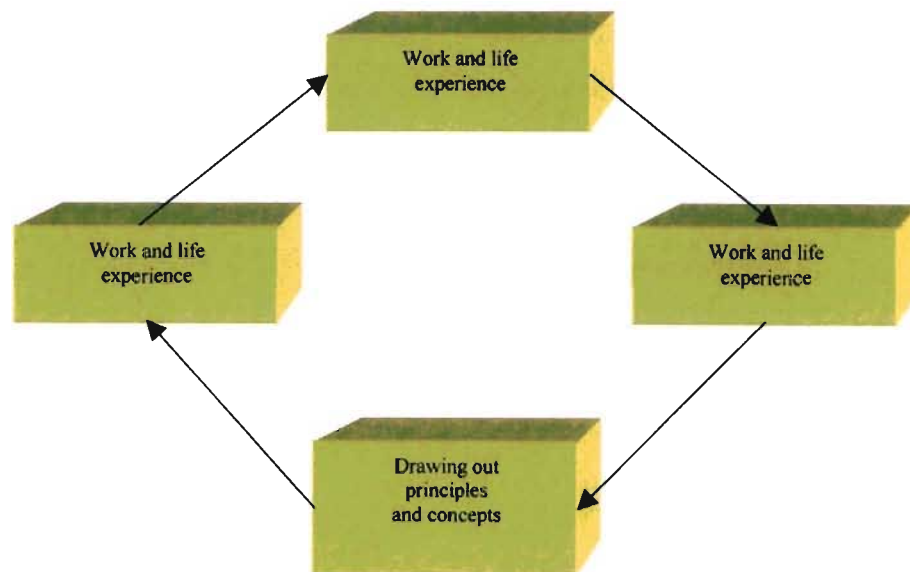 Work and life
experience
Work and life
experience
Work and life
experience
Drawing out
principles
and concepts